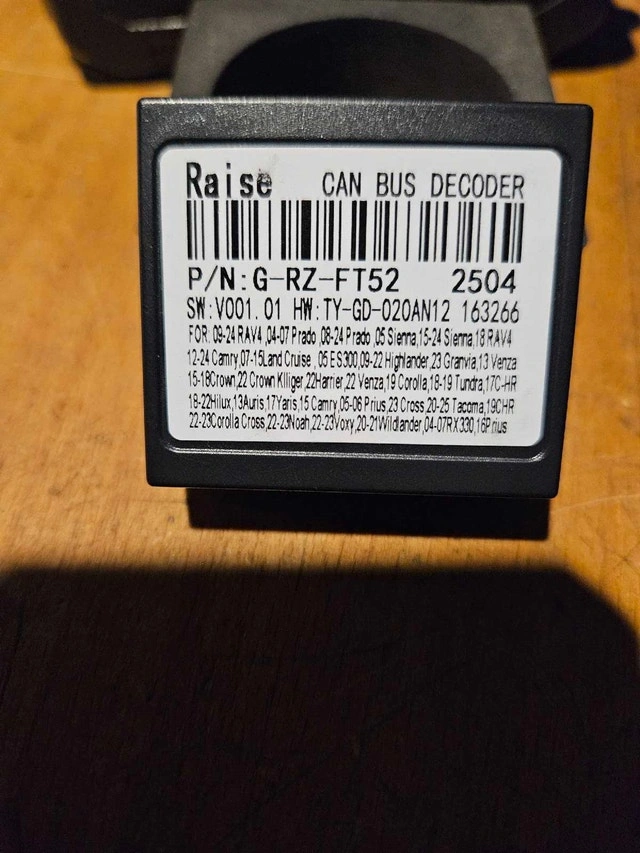 Raise CAN BUS DECODER
P/N:G-RZ-FT52 2504
SW:V001.01 HW:TY-GD-020AN12 163266
FOR: 09-24 RAV4 ,04-07 Prado ,08-24 Prado ,05 Sienna,15-24 Sienna,18 RAV4
12-24 Camry,07-15Land Cruise ,05 ES300,09-22 Highlander,23 Granvia,13 Venza
15-18Crown,22 Crown Klliger,22Harrier,22 Venza,19 Corolla,18-19 Tundra,17C-HR
18-22Hilux,13Auris,17Yaris,15 Camry,05-06 Prius,23 Cross,20-25 Tacoma,19CHR
22-23Corolla Cross,22-23Noah,22-23Voxy,20-21Wildlander,04-07RX330,16Prius